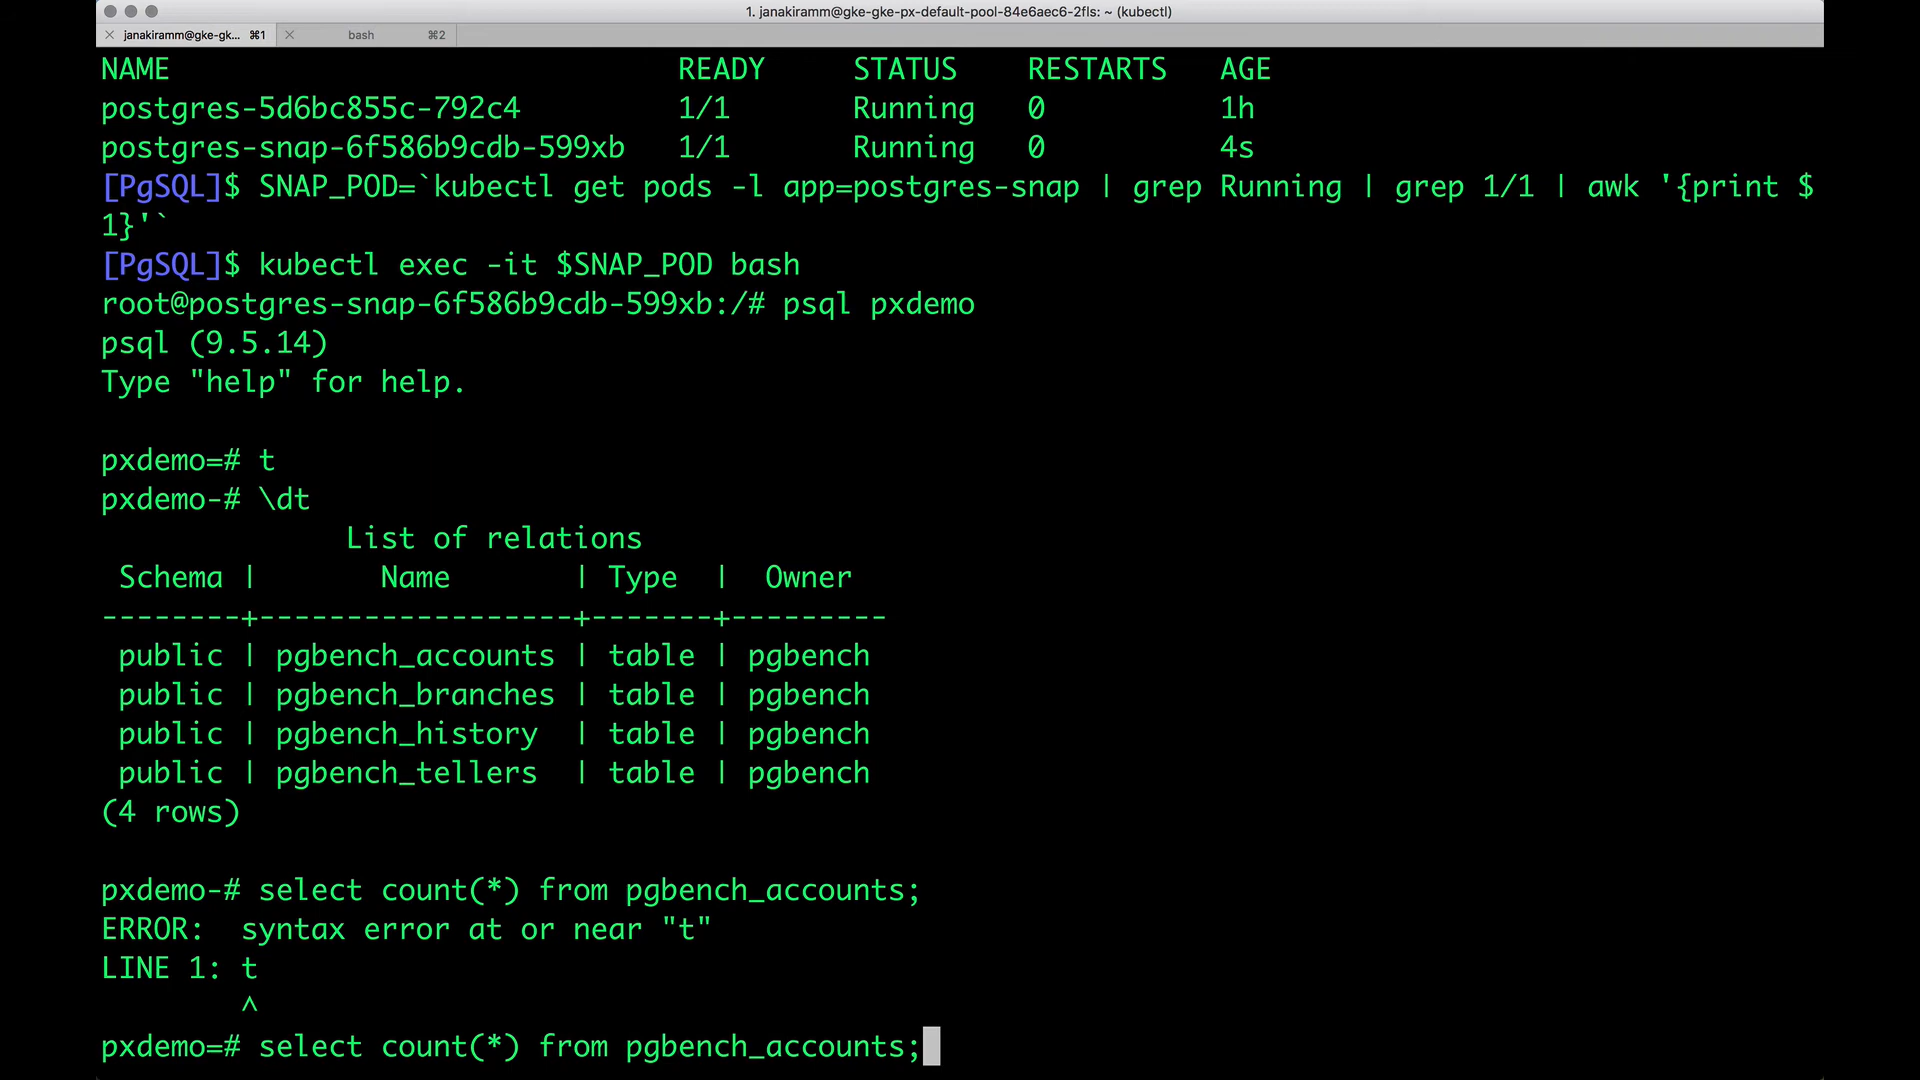 1. janakiramm@gke-gke-px-default-pool-84e6aec6-2fls: ~ (kubectl)
janakiramm@gke-gk... ⌘1 bash ⌘2
NAME READY STATUS RESTARTS AGE
postgres-5d6bc855c-792c4 1/1 Running 0 1h
postgres-snap-6f586b9cdb-599xb 1/1 Running 0 4s
[PgSQL]$ SNAP_POD=`kubectl get pods -l app=postgres-snap | grep Running | grep 1/1 | awk '{print $
1}'`
[PgSQL]$ kubectl exec -it $SNAP_POD bash
root@postgres-snap-6f586b9cdb-599xb:/# psql pxdemo
psql (9.5.14)
Type "help" for help.
pxdemo=# t
pxdemo-# \dt
List of relations
Schema | Name | Type | Owner
--------+------------------+-------+---------
public | pgbench_accounts | table | pgbench
public | pgbench_branches | table | pgbench
public | pgbench_history | table | pgbench
public | pgbench_tellers | table | pgbench
(4 rows)
pxdemo-# select count(*) from pgbench_accounts;
ERROR: syntax error at or near "t"
LINE 1: t
^
pxdemo=# select count(*) from pgbench_accounts;